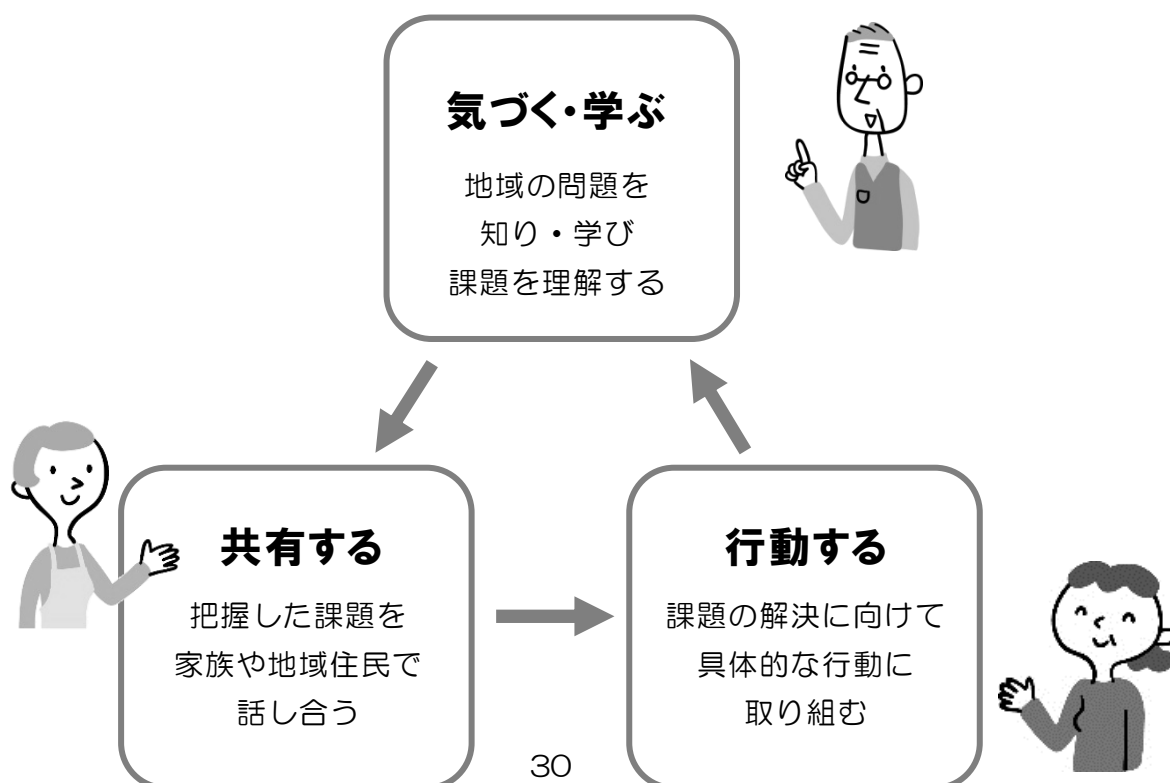 気づく・学ぶ
地域の問題を
知り・学び
課題を理解する
共有する
把握した課題を
家族や地域住民で
話し合う
行動する
課題の解決に向けて
具体的な行動に
取り組む
30